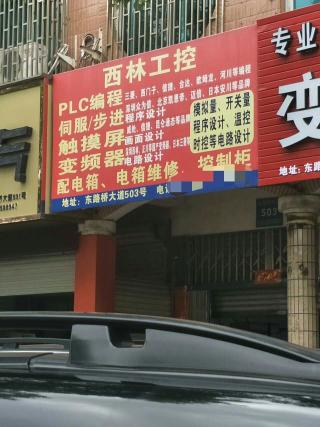 西林工控
PLC编程
三菱、西门子、信捷、台达、欧姆龙、河川等编程
伺服/步进
程序设计
触摸屏
画面设计
变频器
电路设计
模拟量、开关量
程序设计、温控
时控等电路设计
配电箱、电箱维修
控制柜
地址：东路桥大道503号
503
专业
变
地址：东路